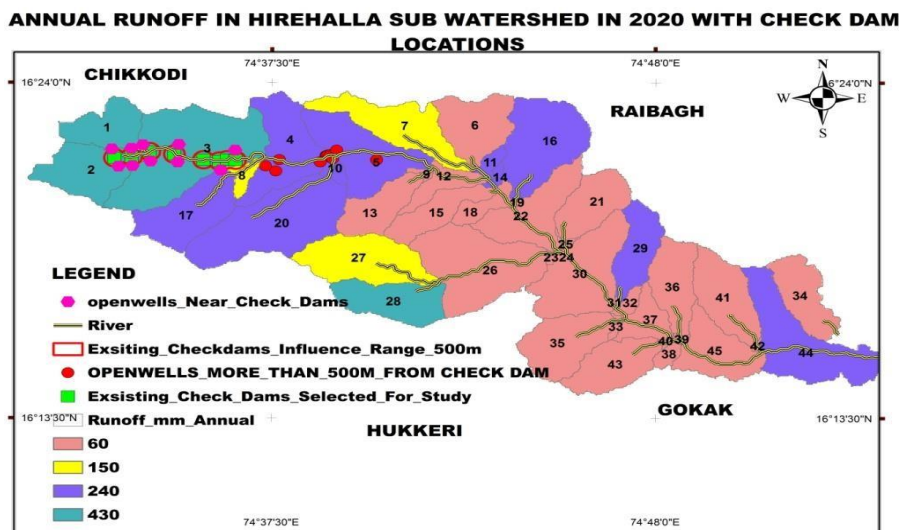 ANNUAL RUNOFF IN HIREHALLA SUB WATERSHED IN 2020 WITH CHECK DAM
LOCATIONS
74°37'30"E 74°48'0"E
16°24'0"N 16°24'0"N
CHIKKODI
RAIBAGH
N
W E
S
1
2
3
4
5
6
7
8
9
10
11
12
13
14
15
16
17
18
19
20
21
22
23
24
25
26
27
28
29
30
31
32
33
34
35
36
37
38
39
40
41
42
43
44
45
LEGEND
openwells_Near_Check_Dams
River
Exsiting_Checkdams_Influence_Range_500m
OPENWELLS_MORE_THAN_500M_FROM CHECK DAM
Exsisting_Check_Dams_Selected_For_Study
Runoff_mm_Annual
60
150
240
430
HUKKERI
GOKAK
16°13'30"N 16°13'30"N
74°37'30"E 74°48'0"E